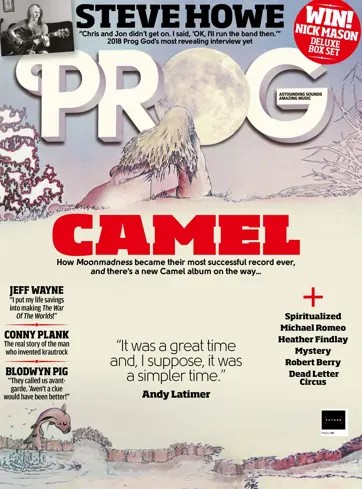 STEVE HOWE
“Chris and Jon didn’t get on. I said, ‘OK, I’ll run the band then.’”
2018 Prog God’s most revealing interview yet
WIN!
NICK MASON
DELUXE
BOX SET
PROG
ASTOUNDING SOUNDS
AMAZING MUSIC
CAMEL
How Moonmadness became their most successful record ever,
and there’s a new Camel album on the way...
JEFF WAYNE
“I put my life savings
into making The War
Of The Worlds!”
CONNY PLANK
The real story of the man
who invented krautrock
BLODWYN PIG
“They called us avant-
garde. ’Aven’t a clue
would have been better!”
“It was a great time
and, I suppose, it was
a simpler time.”
Andy Latimer
+
Spiritualized
Michael Romeo
Heather Findlay
Mystery
Robert Berry
Dead Letter
Circus
FUTURE